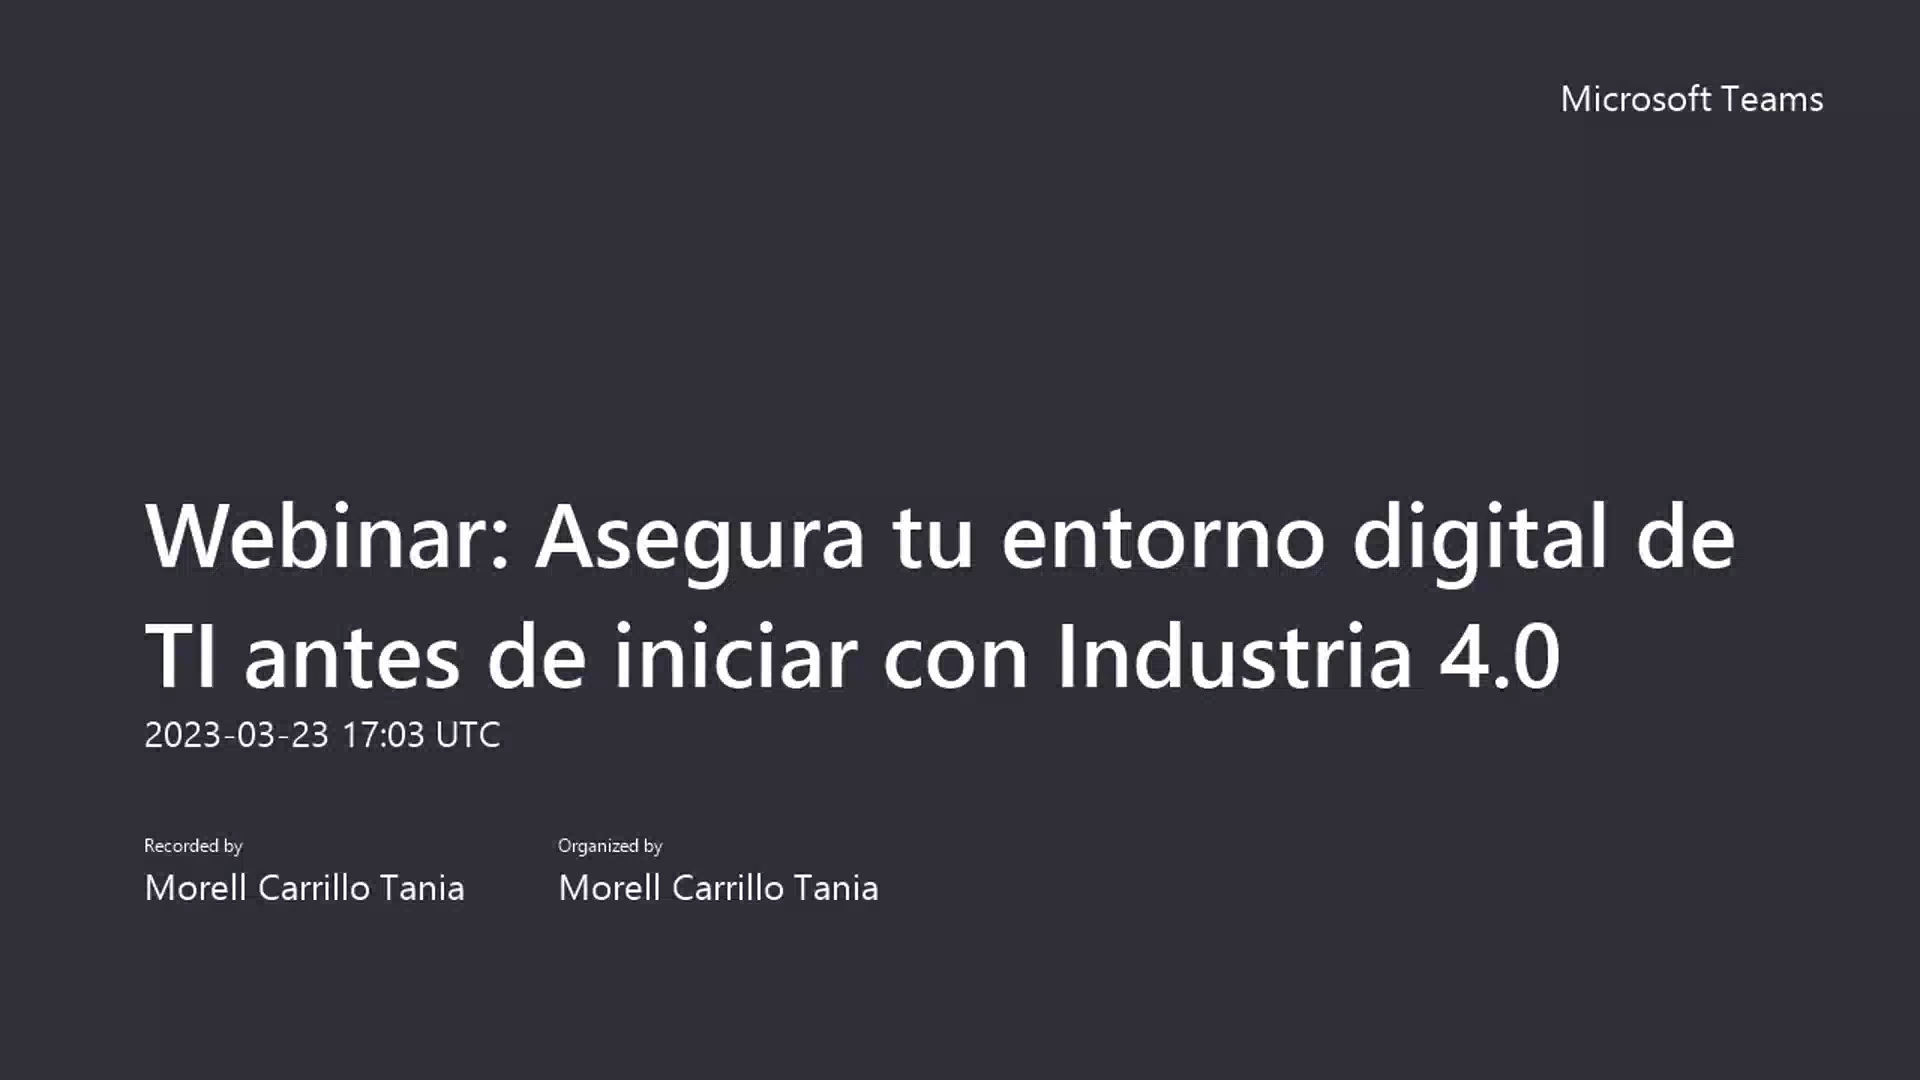 Microsoft Teams
Webinar: Asegura tu entorno digital de
TI antes de iniciar con Industria 4.0
2023-03-23 17:03 UTC
Recorded by
Morell Carrillo Tania
Organized by
Morell Carrillo Tania